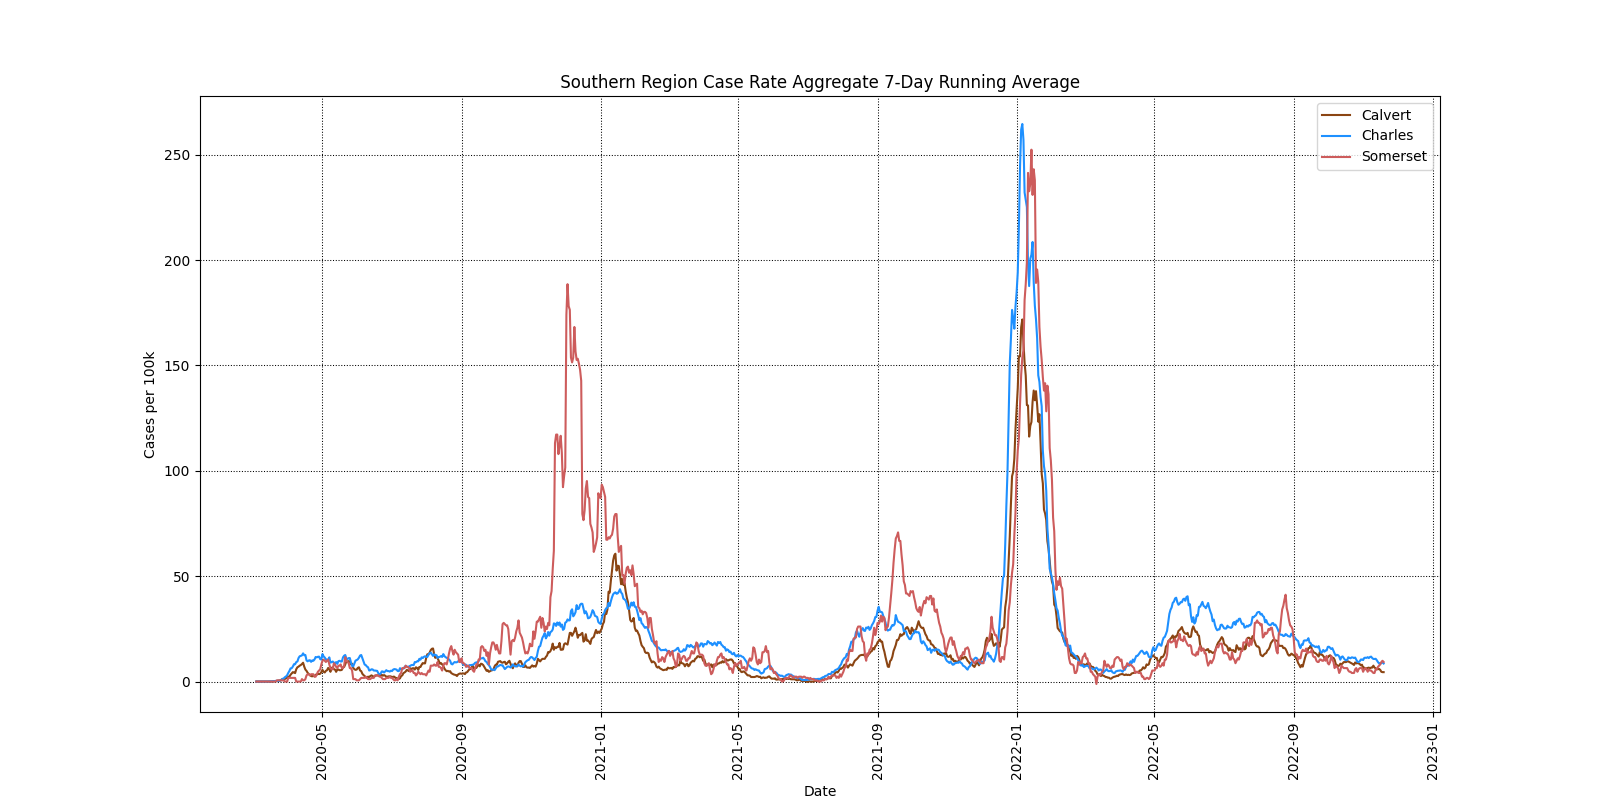 Southern Region Case Rate Aggregate 7-Day Running Average
Calvert
Charles
Somerset
Cases per 100k
250
200
150
100
50
0
2020-05
2020-09
2021-01
2021-05
2021-09
2022-01
2022-05
2022-09
2023-01
Date